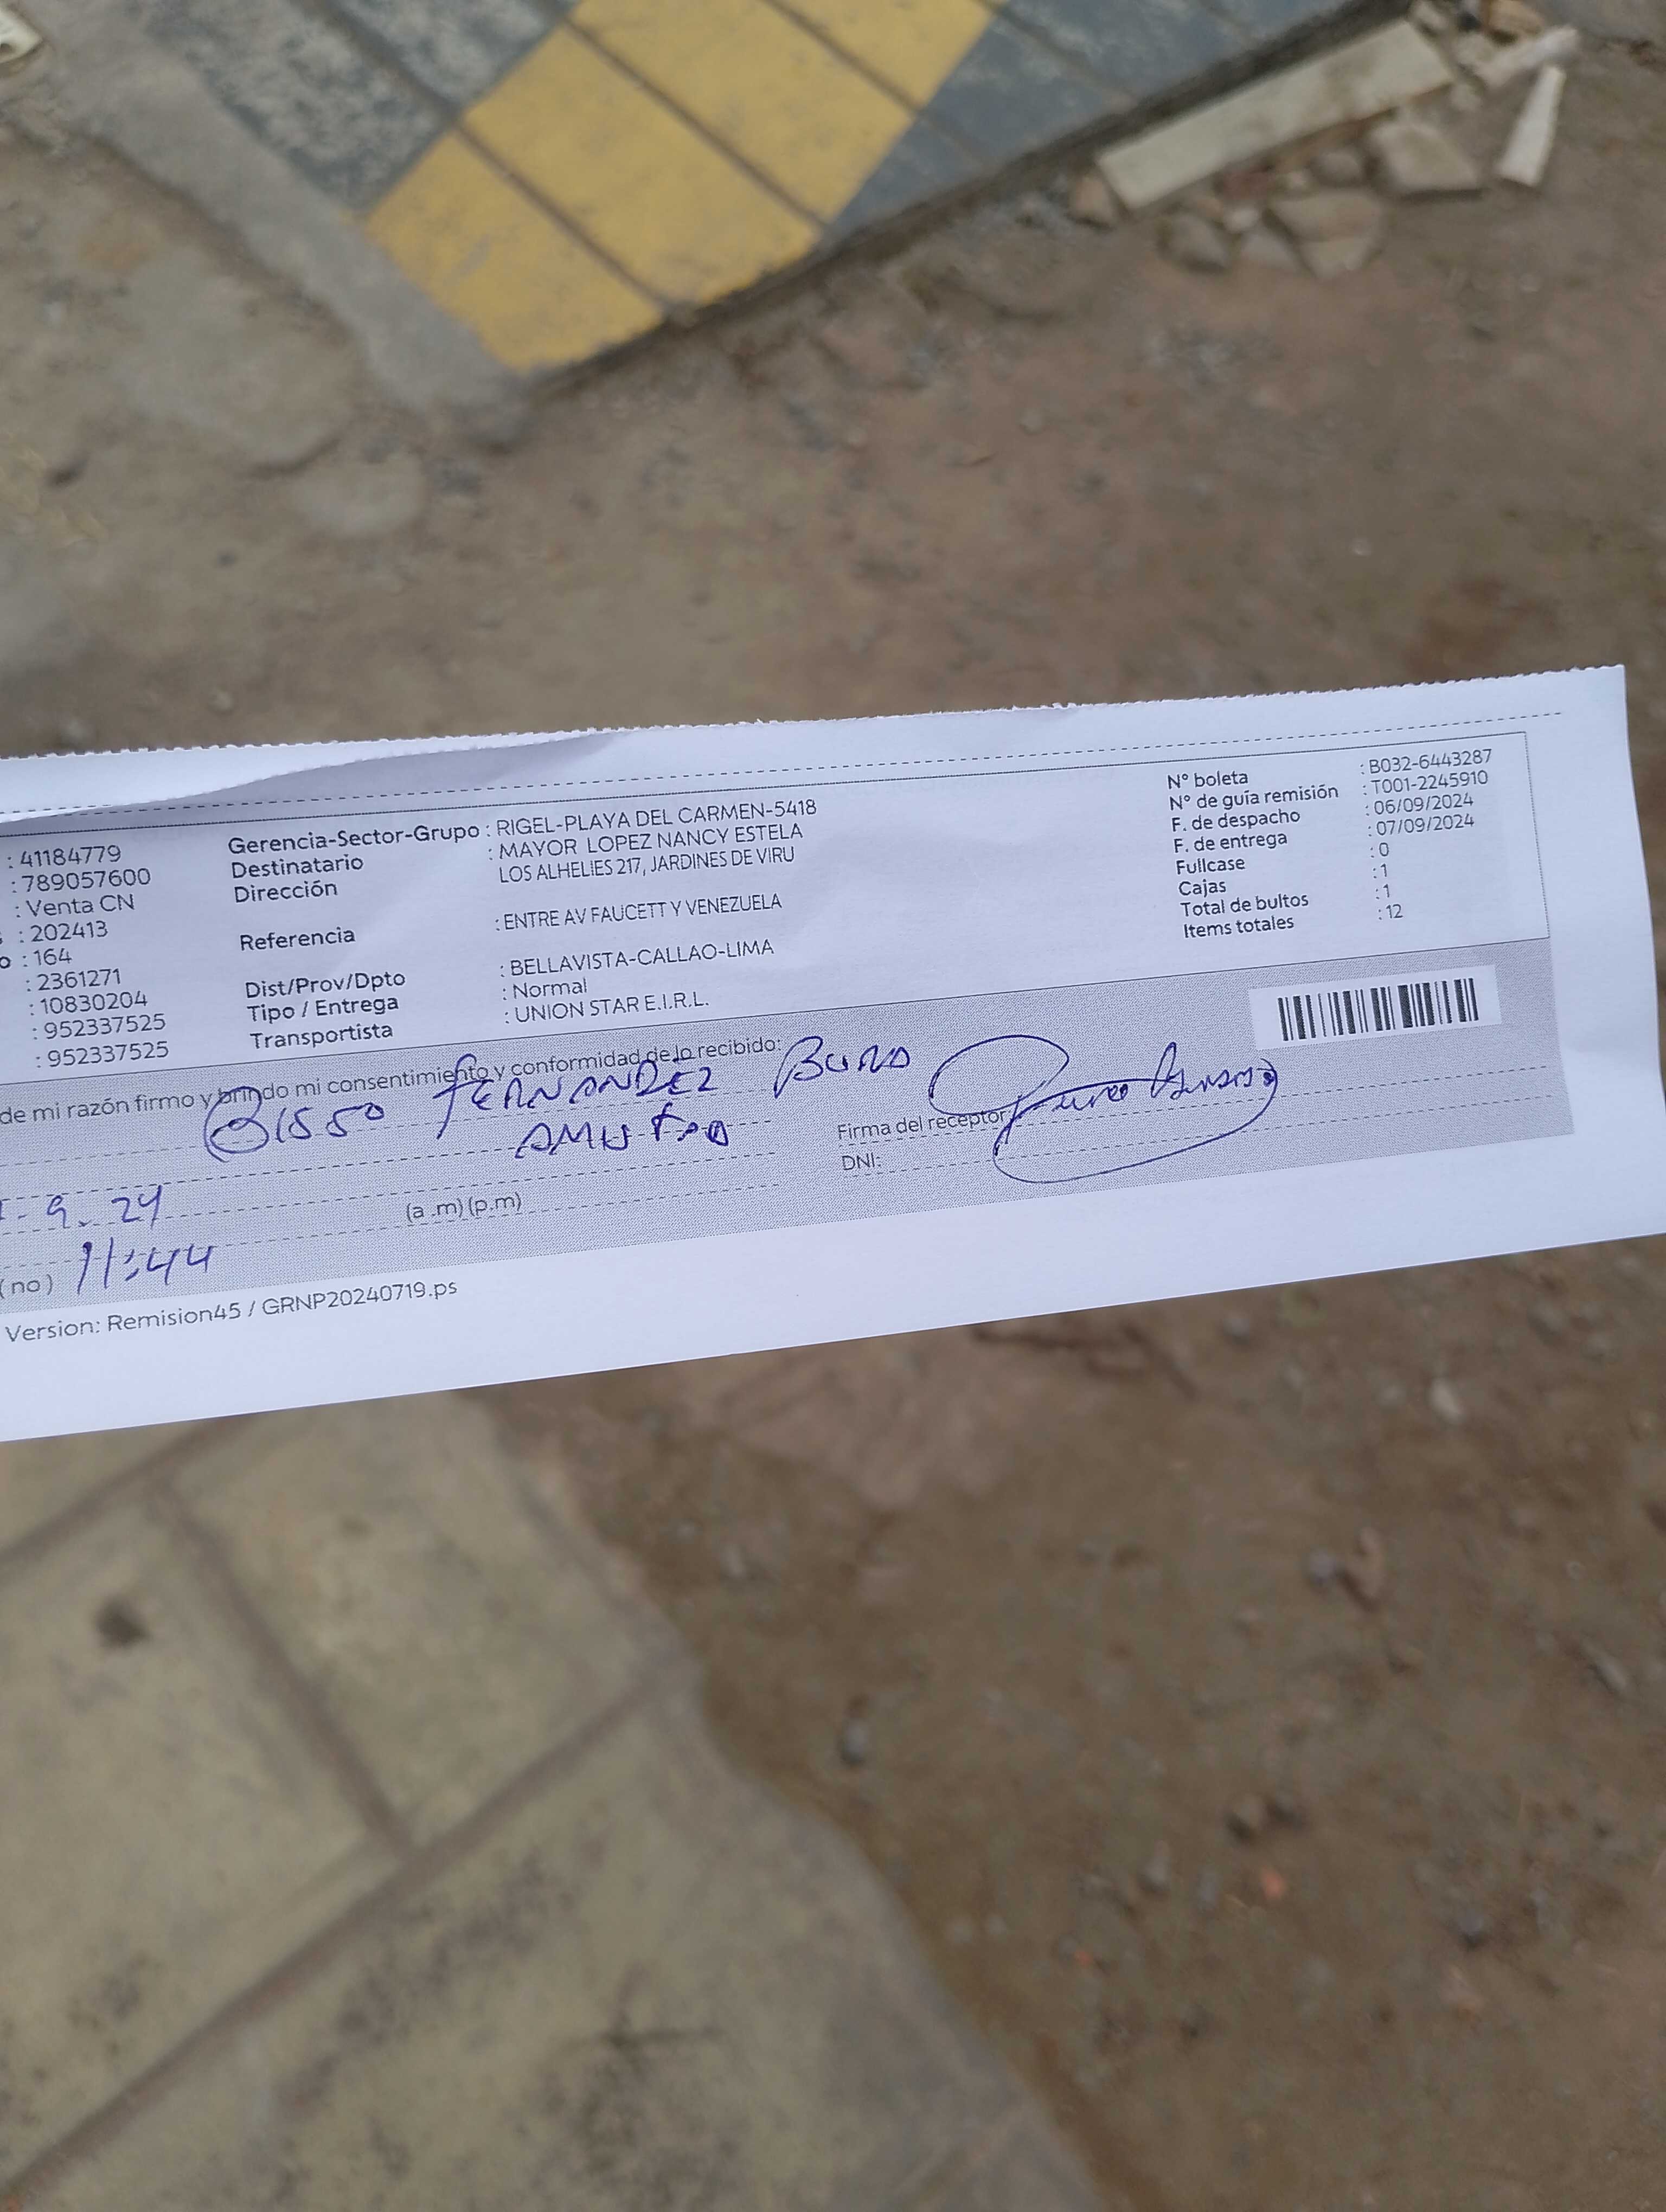 : 41184779
: 789057600
: Venta CN
: 202413
o : 164
: 2361271
: 10830204
: 952337525
: 952337525
Gerencia-Sector-Grupo : RIGEL-PLAYA DEL CARMEN-5418
Destinatario : MAYOR LOPEZ NANCY ESTELA
Dirección LOS ALHELIES 217, JARDINES DE VIRU
Referencia : ENTRE AV FAUCETT Y VENEZUELA
Dist/Prov/Dpto : BELLAVISTA-CALLAO-LIMA
Tipo / Entrega : Normal
Transportista : UNION STAR E.I.R.L.
N° boleta : B032-6443287
N° de guía remisión : T001-2245910
F. de despacho : 06/09/2024
F. de entrega : 07/09/2024
Fullcase : 0
Cajas : 1
Total de bultos : 1
Items totales : 12
de mi razón firmo y brindo mi consentimiento y conformidad de lo recibido:
FERNANDEZ
Firma del receptor
DNI:
9. 24
(a .m) (p.m)
(no) 11:44
Version: Remision45 / GRNP20240719.ps